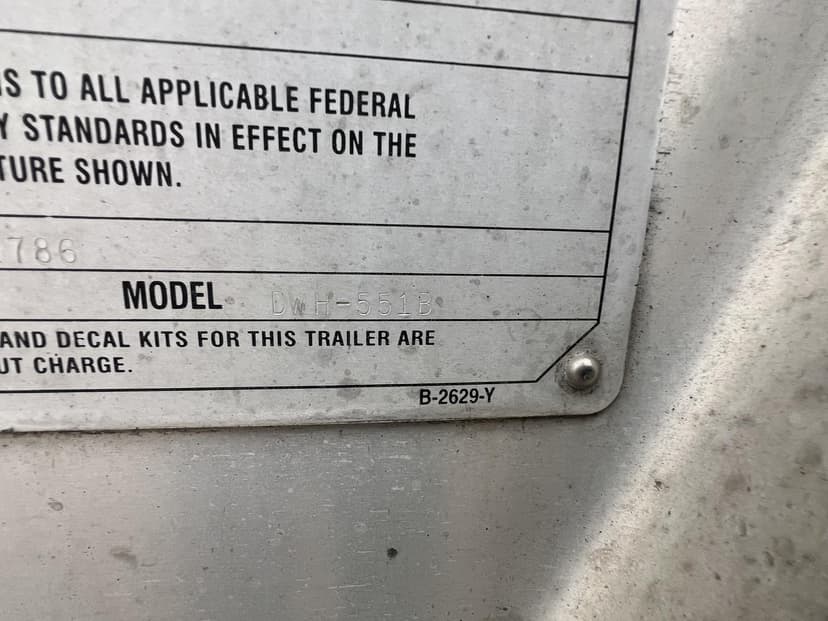 IS TO ALL APPLICABLE FEDERAL
Y STANDARDS IN EFFECT ON THE
TURE SHOWN.
786
MODEL DWH-551B
AND DECAL KITS FOR THIS TRAILER ARE
UT CHARGE.
B-2629-Y